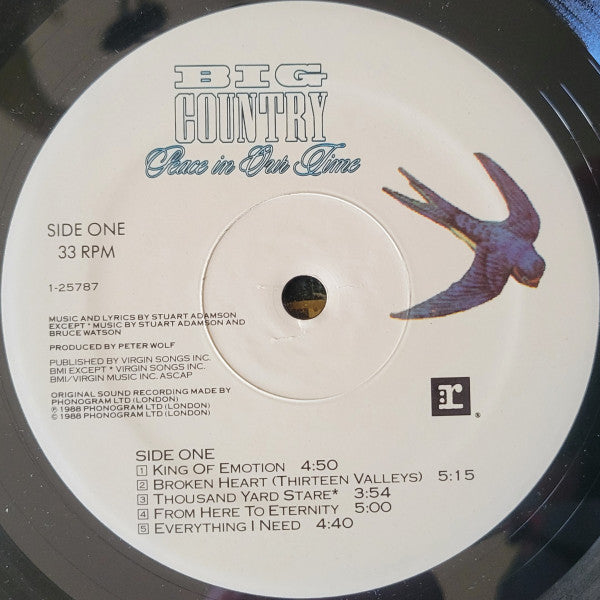 BIG
COUNTRY
Peace in Our Time
SIDE ONE
33 RPM
1-25787
MUSIC AND LYRICS BY STUART ADAMSON
EXCEPT * MUSIC BY STUART ADAMSON AND
BRUCE WATSON
PRODUCED BY PETER WOLF
PUBLISHED BY VIRGIN SONGS INC.
BMI EXCEPT * VIRGIN SONGS INC.
BMI/VIRGIN MUSIC INC. ASCAP
ORIGINAL SOUND RECORDING MADE BY
PHONOGRAM LTD (LONDON)
℗ 1988 PHONOGRAM LTD (LONDON)
© 1988 PHONOGRAM LTD (LONDON)
r ®
SIDE ONE
1 KING OF EMOTION 4:50
2 BROKEN HEART (THIRTEEN VALLEYS) 5:15
3 THOUSAND YARD STARE* 3:54
4 FROM HERE TO ETERNITY 5:00
5 EVERYTHING I NEED 4:40